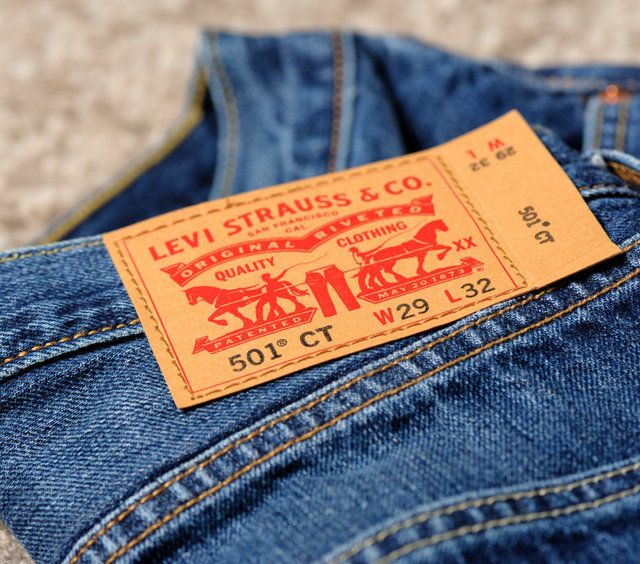 LEVI STRAUSS & CO.
SAN FRANCISCO
CAL.
ORIGINAL RIVETED
QUALITY CLOTHING
XX
PATENTED MAY 20 1873 ®
501® CT W29 L32
W L
29 32
501® CT